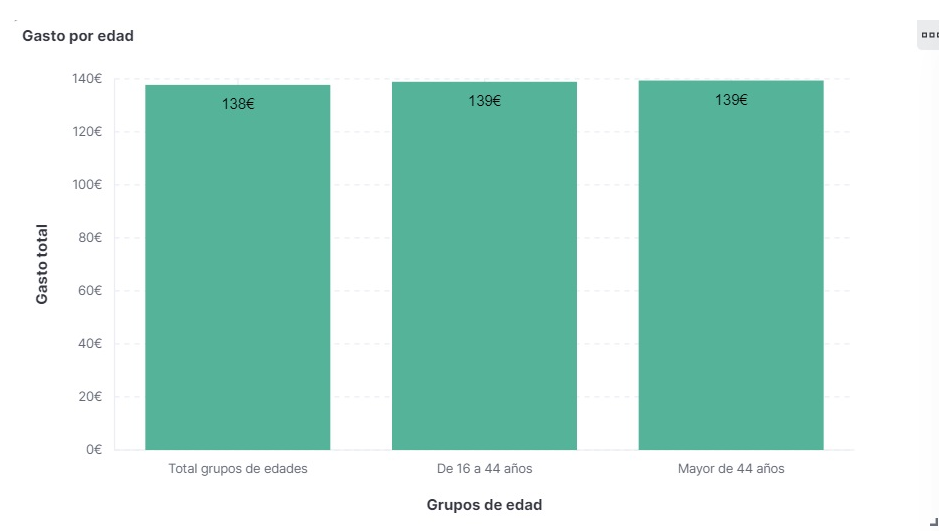 Gasto por edad
140€
120€
100€
80€
60€
40€
20€
0€
Gasto total
138€
139€
139€
Total grupos de edades
De 16 a 44 años
Mayor de 44 años
Grupos de edad